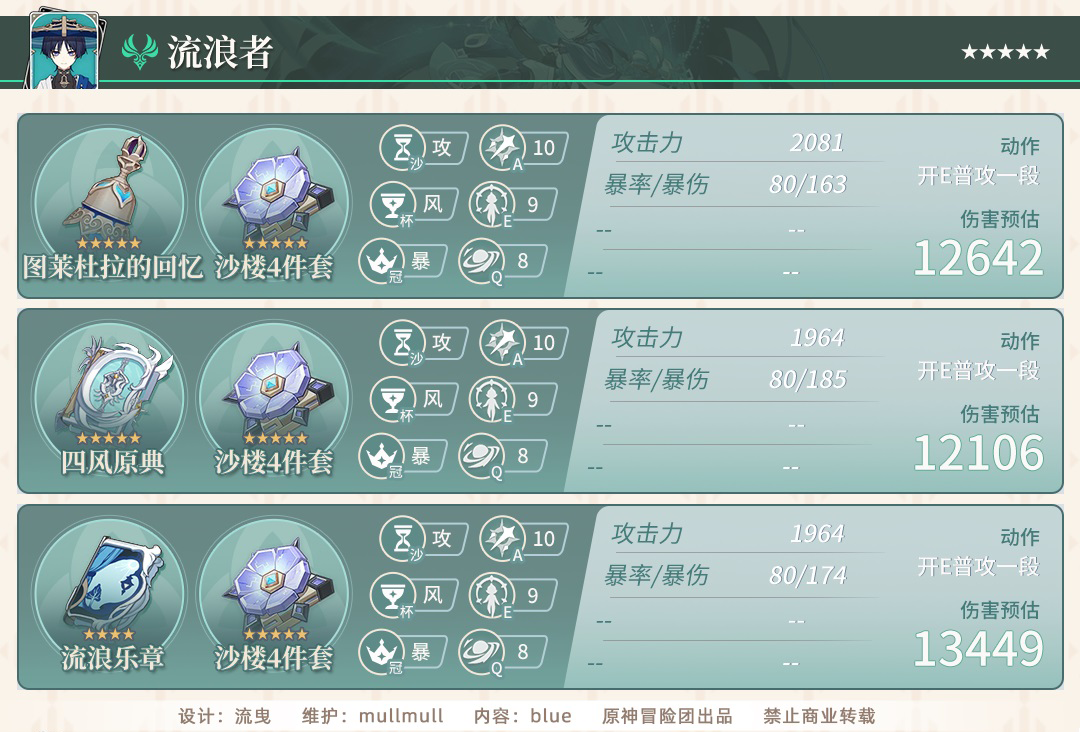 流浪者
★★★★★
图莱杜拉的回忆
★★★★★
沙楼4件套
★★★★★
沙 攻
A 10
杯 风
E 9
冠 暴
Q 8
攻击力 2081
暴率/暴伤 80/163
-- --
-- --
动作
开E普攻一段
伤害预估
12642
四风原典
★★★★★
沙楼4件套
★★★★★
沙 攻
A 10
杯 风
E 9
冠 暴
Q 8
攻击力 1964
暴率/暴伤 80/185
-- --
-- --
动作
开E普攻一段
伤害预估
12106
流浪乐章
★★★★
沙楼4件套
★★★★★
沙 攻
A 10
杯 风
E 9
冠 暴
Q 8
攻击力 1964
暴率/暴伤 80/174
-- --
-- --
动作
开E普攻一段
伤害预估
13449
设计：流曳 维护：mullmull 内容：blue 原神冒险团出品 禁止商业转载